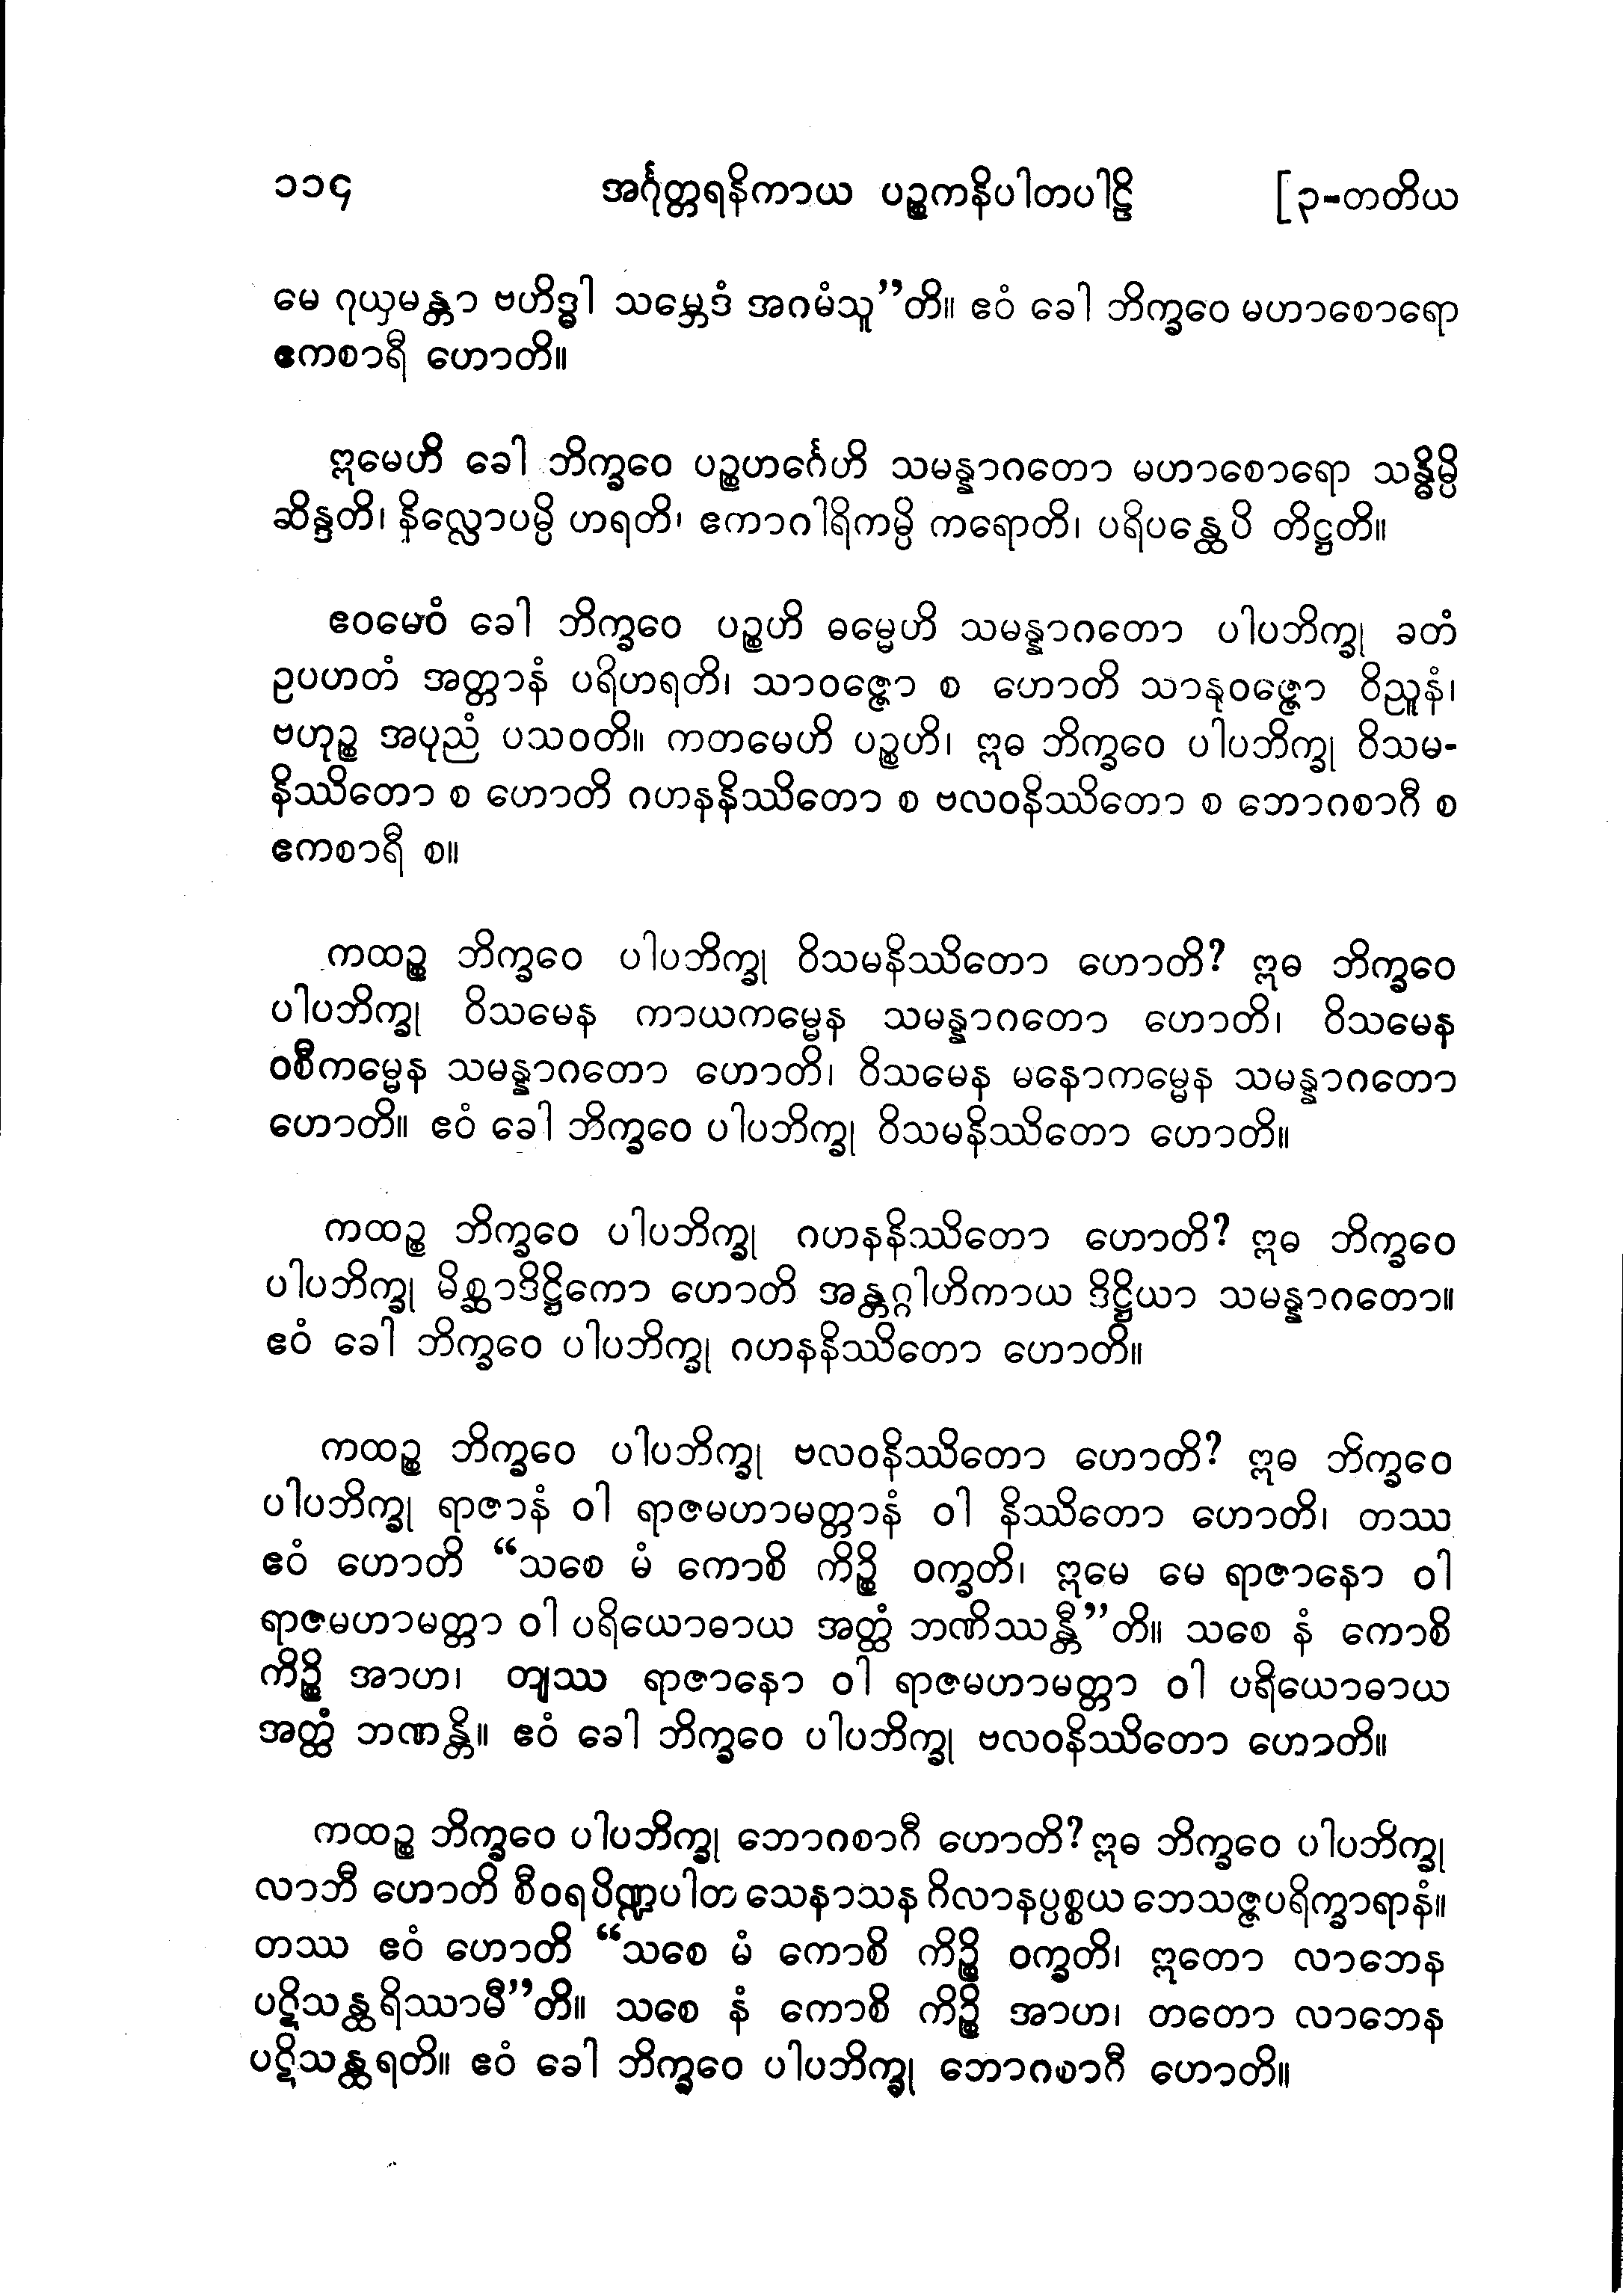 ၁၁၄ အင်္ဂုတ္တရနိကာယ ပဉ္စကနိပါတပါဠိ [၃-တတိယ
မေ ဂုယှမန္တာ ဗဟိဒ္ဓါ သမ္ဘေဒံ အဂမံသူ”တိ။ ဧဝံ ခေါ ဘိက္ခဝေ မဟာစောရော
ဧကစာရီ ဟောတိ။
ဣမေဟိ ခေါ ဘိက္ခဝေ ပဉ္စဟင်္ဂေဟိ သမန္နာဂတော မဟာစောရော သန္ဓိမ္ပိ
ဆိန္ဒတိ၊ နိလ္လောပမ္ပိ ဟရတိ၊ ဧကာဂါရိကမ္ပိ ကရောတိ၊ ပရိပန္ထေပိ တိဋ္ဌတိ။
ဧဝမေဝံ ခေါ ဘိက္ခဝေ ပဉ္စဟိ ဓမ္မေဟိ သမန္နာဂတော ပါပဘိက္ခု ခတံ
ဥပဟတံ အတ္တာနံ ပရိဟရတိ၊ သာဝဇ္ဇော စ ဟောတိ သာနုဝဇ္ဇော ဝိညူနံ၊
ဗဟုဉ္စ အပုညံ ပသဝတိ။ ကတမေဟိ ပဉ္စဟိ၊ ဣဓ ဘိက္ခဝေ ပါပဘိက္ခု ဝိသမ-
နိဿိတော စ ဟောတိ ဂဟနနိဿိတော စ ဗလဝနိဿိတော စ ဘောဂစာဂီ စ
ဧကစာရီ စ။
ကထဉ္စ ဘိက္ခဝေ ပါပဘိက္ခု ဝိသမနိဿိတော ဟောတိ? ဣဓ ဘိက္ခဝေ
ပါပဘိက္ခု ဝိသမေန ကာယကမ္မေန သမန္နာဂတော ဟောတိ၊ ဝိသမေန
ဝစီကမ္မေန သမန္နာဂတော ဟောတိ၊ ဝိသမေန မနောကမ္မေန သမန္နာဂတော
ဟောတိ။ ဧဝံ ခေါ ဘိက္ခဝေ ပါပဘိက္ခု ဝိသမနိဿိတော ဟောတိ။
ကထဉ္စ ဘိက္ခဝေ ပါပဘိက္ခု ဂဟနနိဿိတော ဟောတိ? ဣဓ ဘိက္ခဝေ
ပါပဘိက္ခု မိစ္ဆာဒိဋ္ဌိကော ဟောတိ အန္တဂ္ဂါဟိကာယ ဒိဋ္ဌိယာ သမန္နာဂတော။
ဧဝံ ခေါ ဘိက္ခဝေ ပါပဘိက္ခု ဂဟနနိဿိတော ဟောတိ။
ကထဉ္စ ဘိက္ခဝေ ပါပဘိက္ခု ဗလဝနိဿိတော ဟောတိ? ဣဓ ဘိက္ခဝေ
ပါပဘိက္ခု ရာဇာနံ ဝါ ရာဇမဟာမတ္တာနံ ဝါ နိဿိတော ဟောတိ၊ တဿ
ဧဝံ ဟောတိ “သစေ မံ ကောစိ ကိဉ္စိ ဝက္ခတိ၊ ဣမေ မေ ရာဇာနော ဝါ
ရာဇမဟာမတ္တာ ဝါ ပရိယောဓာယ အတ္ထံ ဘဏိဿန္တီ”တိ။ သစေ နံ ကောစိ
ကိဉ္စိ အာဟ၊ တျဿ ရာဇာနော ဝါ ရာဇမဟာမတ္တာ ဝါ ပရိယောဓာယ
အတ္ထံ ဘဏန္တိ။ ဧဝံ ခေါ ဘိက္ခဝေ ပါပဘိက္ခု ဗလဝနိဿိတော ဟောတိ။
ကထဉ္စ ဘိက္ခဝေ ပါပဘိက္ခု ဘောဂစာဂီ ဟောတိ? ဣဓ ဘိက္ခဝေ ပါပဘိက္ခု
လာဘီ ဟောတိ စီဝရပိဏ္ဍပါတ သေနာသန ဂိလာနပ္ပစ္စယ ဘေသဇ္ဇပရိက္ခာရာနံ။
တဿ ဧဝံ ဟောတိ “သစေ မံ ကောစိ ကိဉ္စိ ဝက္ခတိ၊ ဣတော လာဘေန
ပဋိသန္ထရိဿာမီ”တိ။ သစေ နံ ကောစိ ကိဉ္စိ အာဟ၊ တတော လာဘေန
ပဋိသန္ထရတိ။ ဧဝံ ခေါ ဘိက္ခဝေ ပါပဘိက္ခု ဘောဂစာဂီ ဟောတိ။